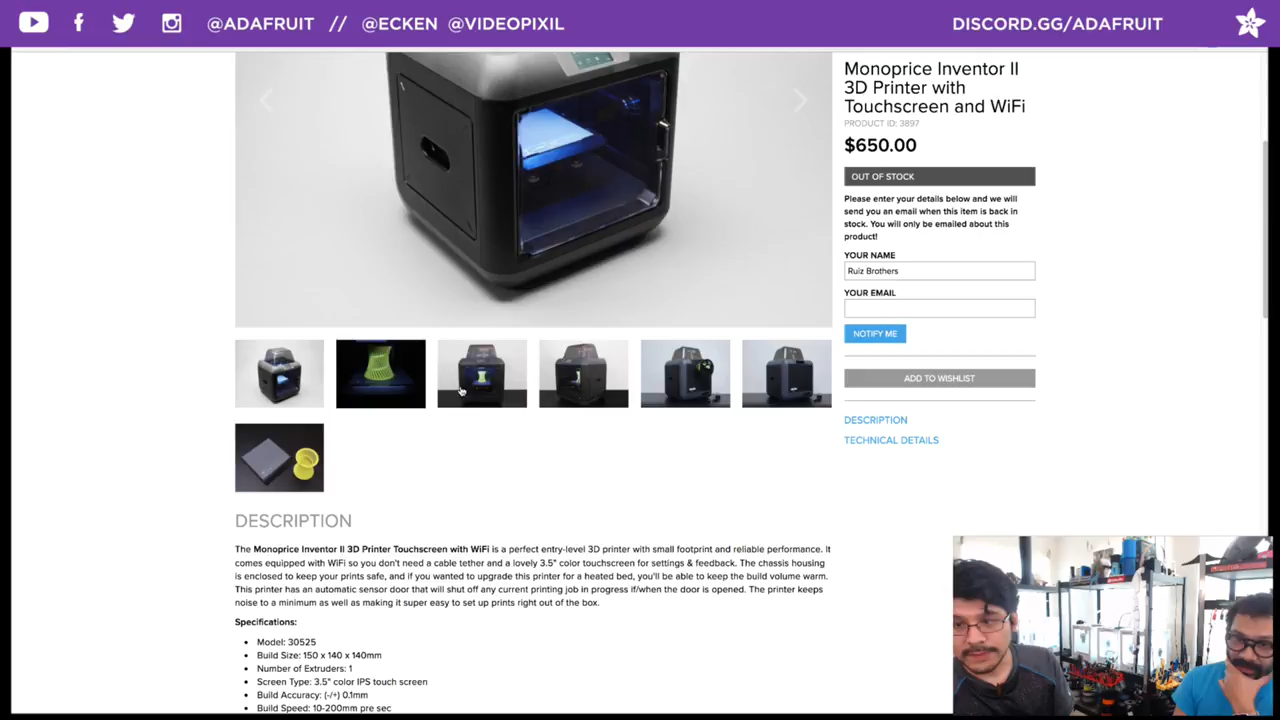 @ADAFRUIT // @ECKEN @VIDEOPIXIL
DISCORD.GG/ADAFRUIT
Monoprice Inventor II
3D Printer with
Touchscreen and WiFi
PRODUCT ID: 3897
$650.00
OUT OF STOCK
Please enter your details below and we will
send you an email when this item is back in
stock. You will only be emailed about this
product!
YOUR NAME
Ruiz Brothers
YOUR EMAIL
NOTIFY ME
ADD TO WISHLIST
DESCRIPTION
TECHNICAL DETAILS
DESCRIPTION
The Monoprice Inventor II 3D Printer Touchscreen with WiFi is a perfect entry-level 3D printer with small footprint and reliable performance. It
comes equipped with WiFi so you don't need a cable tether and a lovely 3.5" color touchscreen for settings & feedback. The chassis housing
is enclosed to keep your prints safe, and if you wanted to upgrade this printer for a heated bed, you'll be able to keep the build volume warm.
This printer has an automatic sensor door that will shut off any current printing job in progress if/when the door is opened. The printer keeps
noise to a minimum as well as making it super easy to set up prints right out of the box.
Specifications:
• Model: 30525
• Build Size: 150 x 140 x 140mm
• Number of Extruders: 1
• Screen Type: 3.5" color IPS touch screen
• Build Accuracy: (-/+) 0.1mm
• Build Speed: 10-200mm pre sec